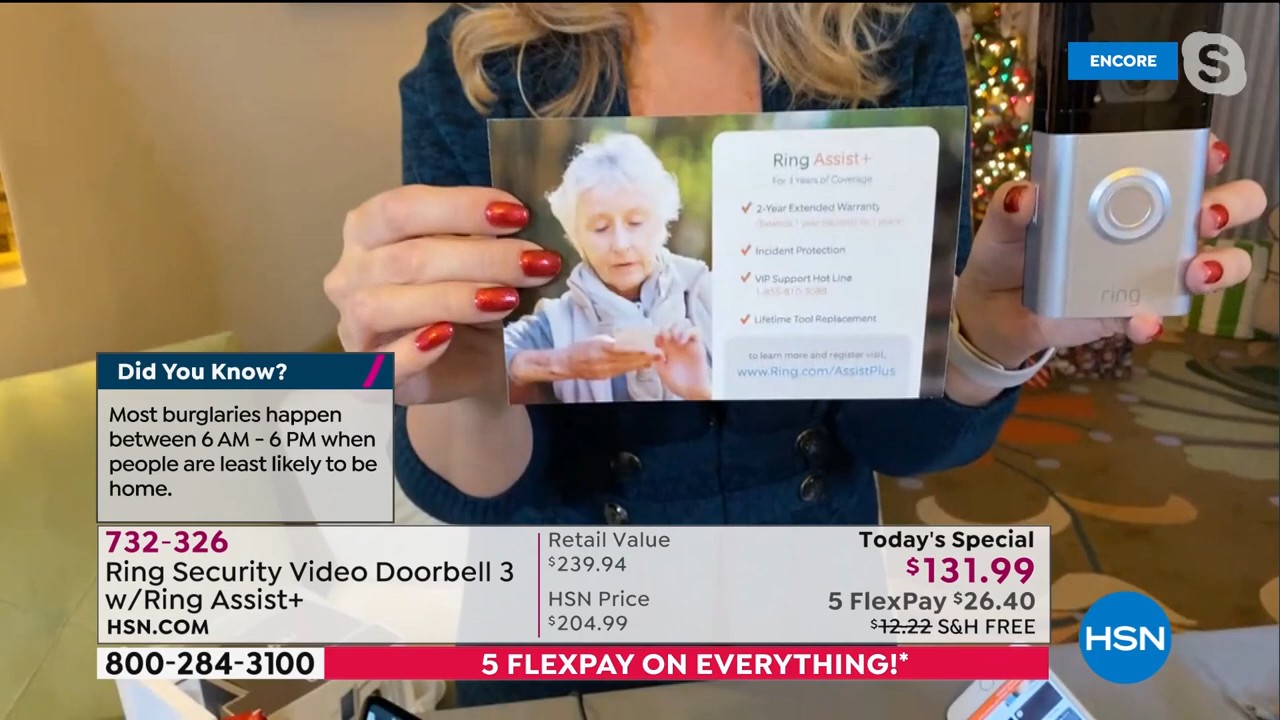 ENCORE
S
Ring Assist+
For 3 Years of Coverage
2-Year Extended Warranty
Incident Protection
VIP Support Hot Line
1-855-810-3089
Lifetime Tool Replacement
to learn more and register visit,
www.Ring.com/AssistPlus
ring
Did You Know?
Most burglaries happen
between 6 AM - 6 PM when
people are least likely to be
home.
732-326
Ring Security Video Doorbell 3
w/Ring Assist+
HSN.COM
Retail Value
$239.94
HSN Price
$204.99
Today's Special
$131.99
5 FlexPay $26.40
$12.22 S&H FREE
HSN
800-284-3100
5 FLEXPAY ON EVERYTHING!*